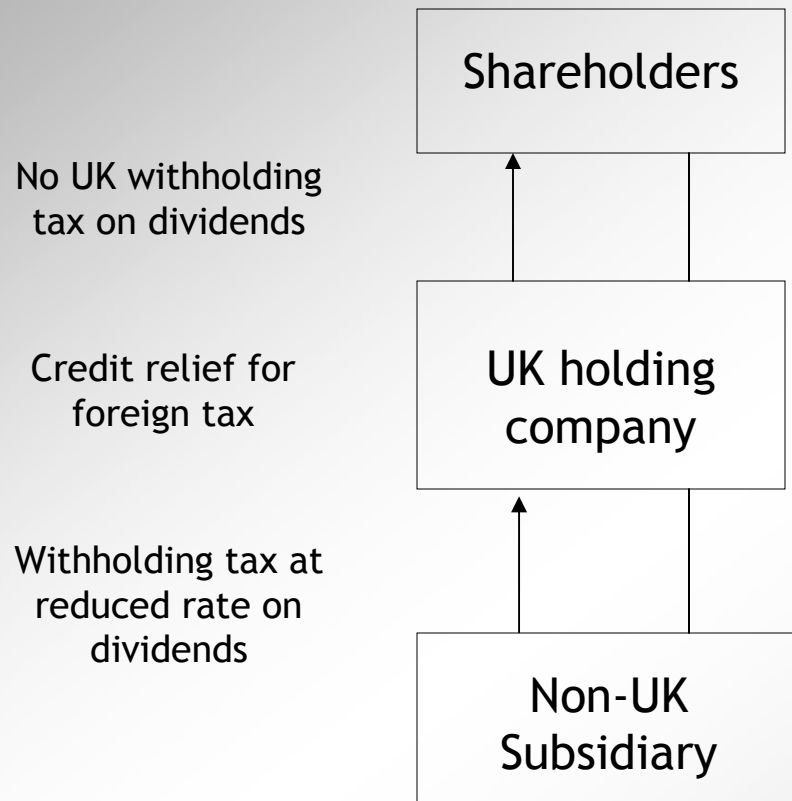 Shareholders
No UK withholding
tax on dividends
Credit relief for
foreign tax
UK holding
company
Withholding tax at
reduced rate on
dividends
Non-UK
Subsidiary